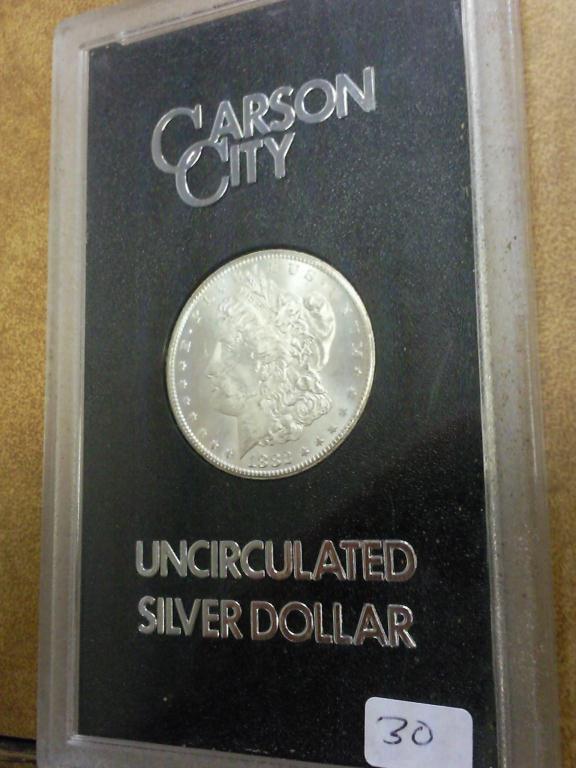 CARSON
CITY
UNCIRCULATED
SILVER DOLLAR
30